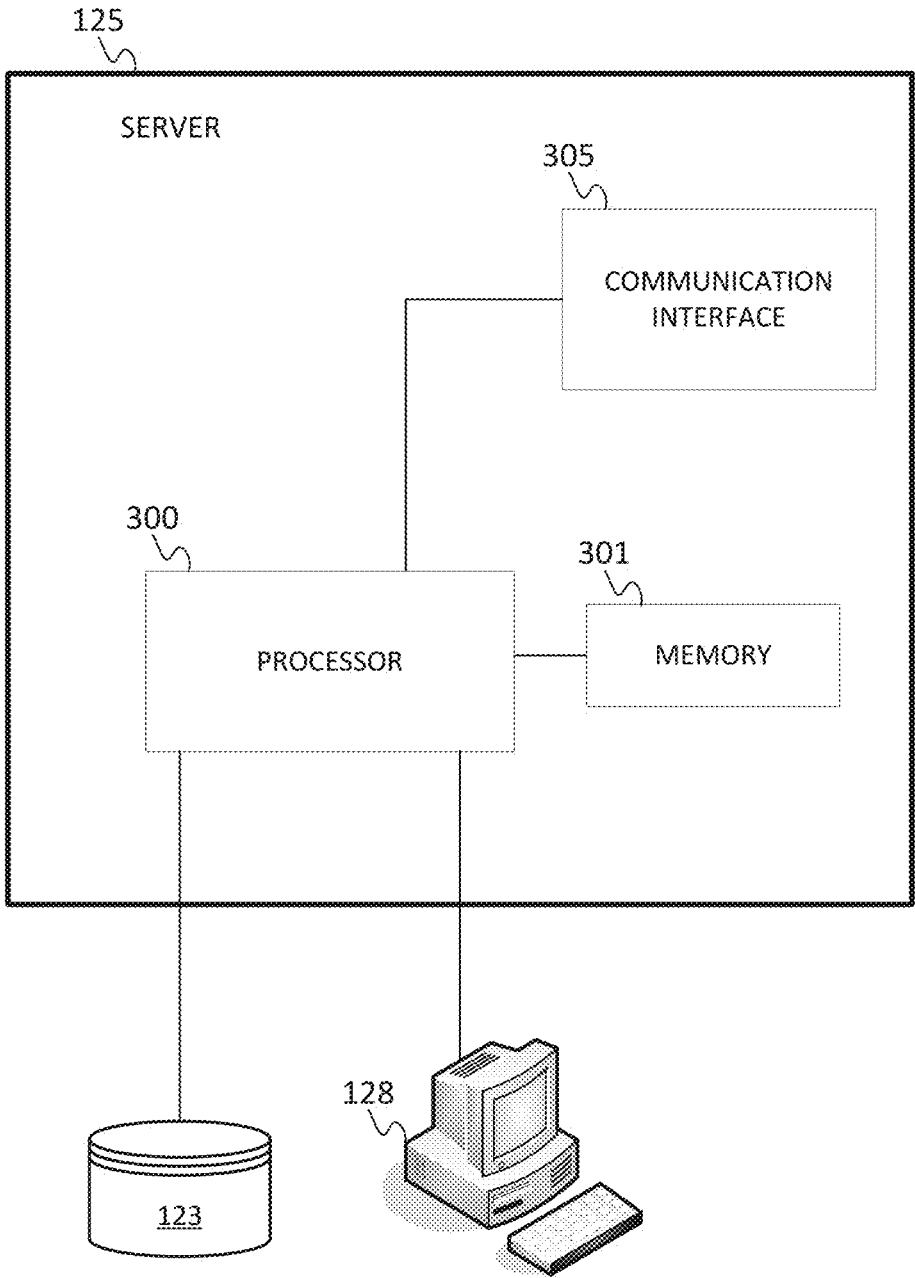 125
SERVER
305
COMMUNICATION
INTERFACE
300
PROCESSOR
301
MEMORY
128
123